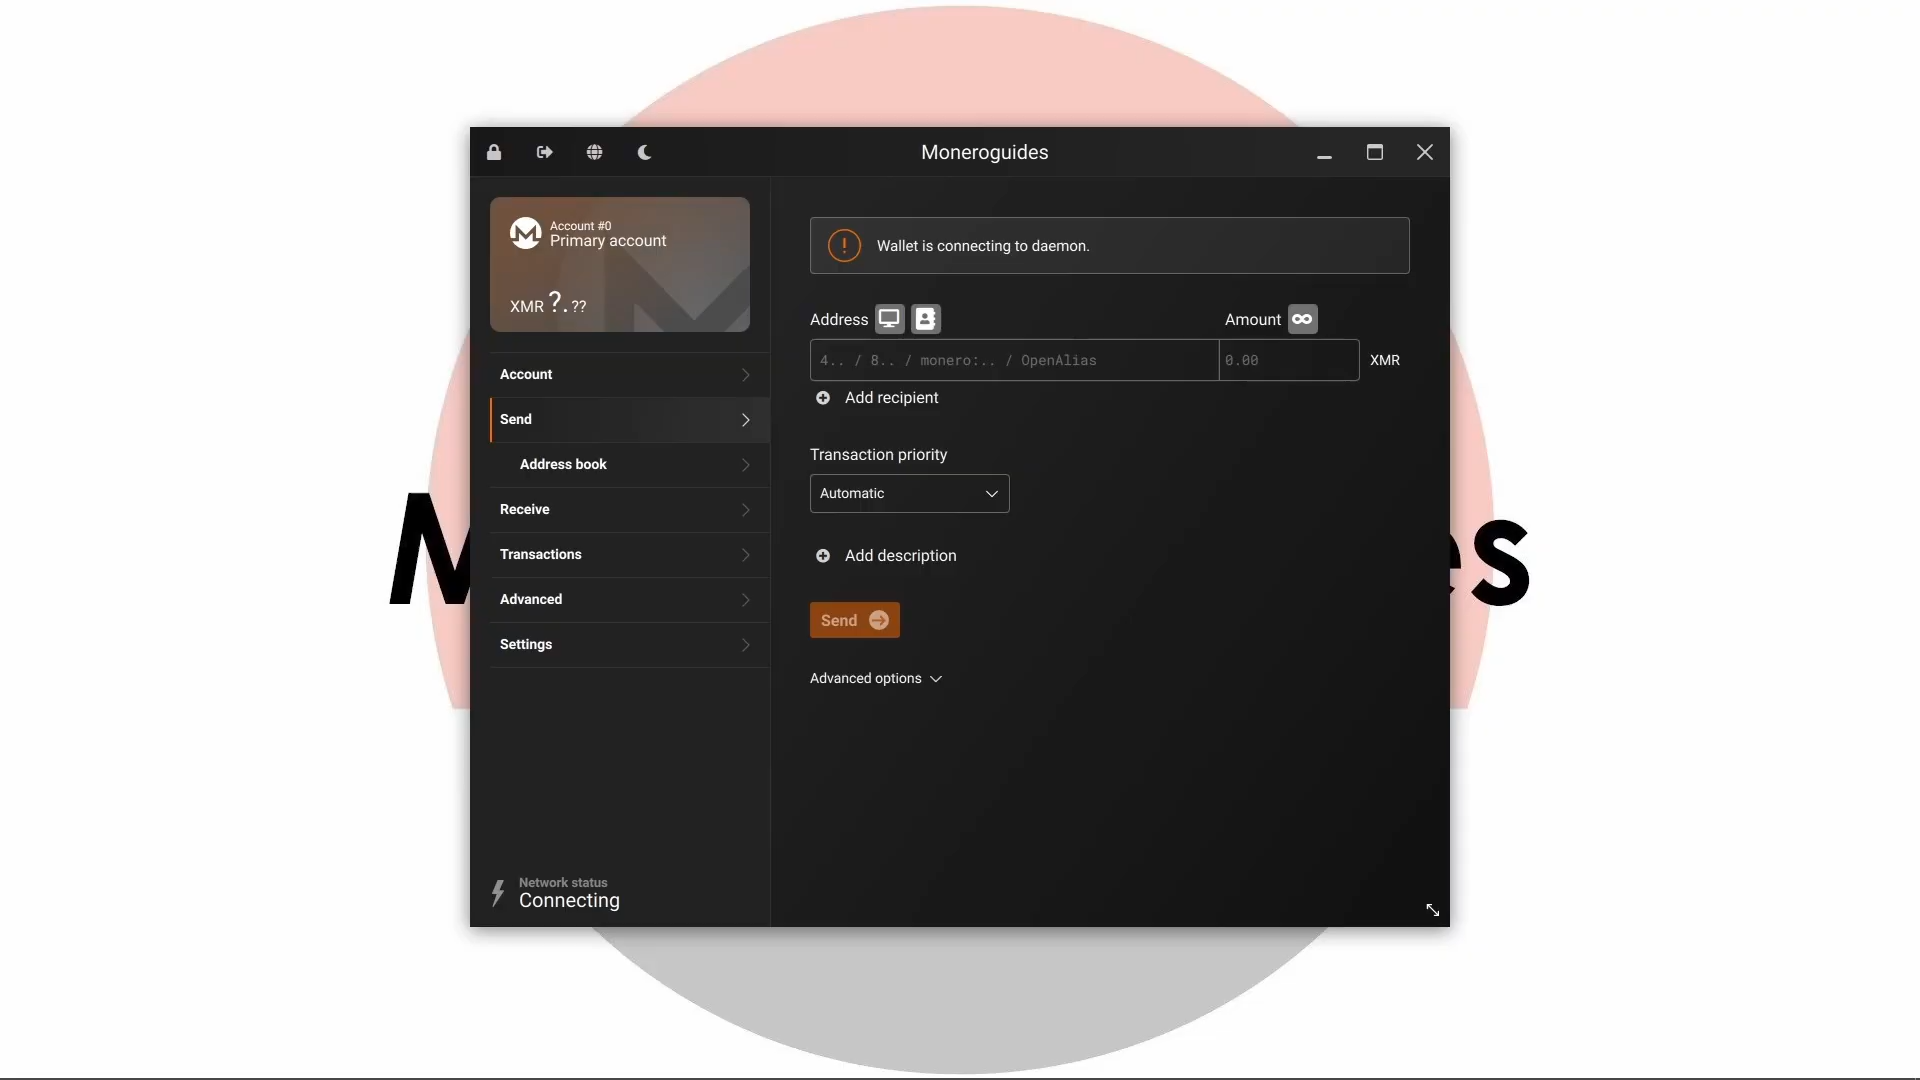 Moneroguides
Account #0
Primary account
XMR ?.??
Account
Send
Address book
Receive
Transactions
Advanced
Settings
Network status
Connecting
Wallet is connecting to daemon.
Address
Amount
4.. / 8.. / monero:.. / OpenAlias
0.00
XMR
Add recipient
Transaction priority
Automatic
Add description
Send
Advanced options
M
es